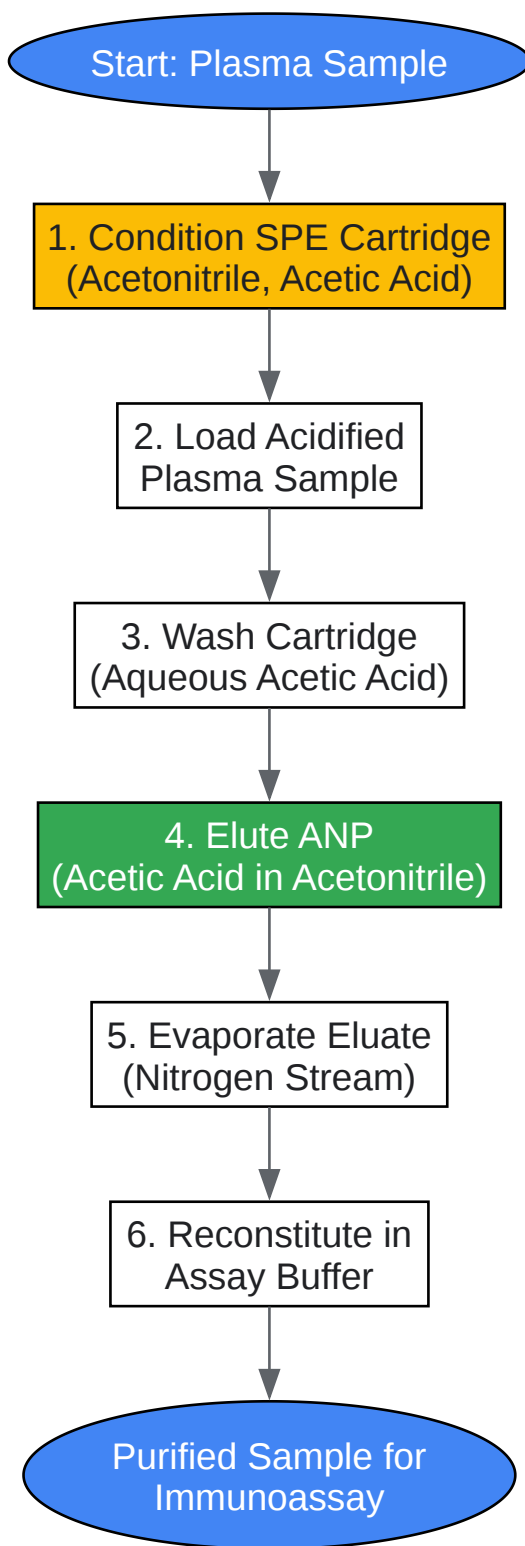 Start: Plasma Sample
1. Condition SPE Cartridge
(Acetonitrile, Acetic Acid)
2. Load Acidified
Plasma Sample
3. Wash Cartridge
(Aqueous Acetic Acid)
4. Elute ANP
(Acetic Acid in Acetonitrile)
5. Evaporate Eluate
(Nitrogen Stream)
6. Reconstitute in
Assay Buffer
Purified Sample for
Immunoassay